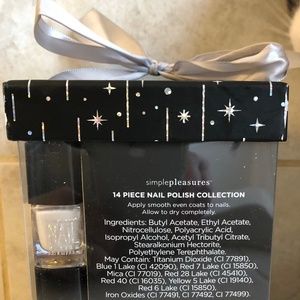 simplepleasures
14 PIECE NAIL POLISH COLLECTION
Apply smooth even coats to nails.
Allow to dry completely.
Ingredients: Butyl Acetate, Ethyl Acetate,
Nitrocellulose, Polyacrylic Acid,
Isopropyl Alcohol, Acetyl Tributyl Citrate,
Stearalkonium Hectorite,
Polyethylene Terephthalate
May Contain: Titanium Dioxide (CI 77891),
Blue 1 Lake (CI 42090), Red 7 Lake (CI 15850),
Mica (CI 77019), Red 28 Lake (CI 45410),
Red 40 (CI 16035), Yellow 5 Lake (CI 19140),
Red 6 Lake (CI 15850),
Iron Oxides (CI 77491, CI 77492, CI 77499)